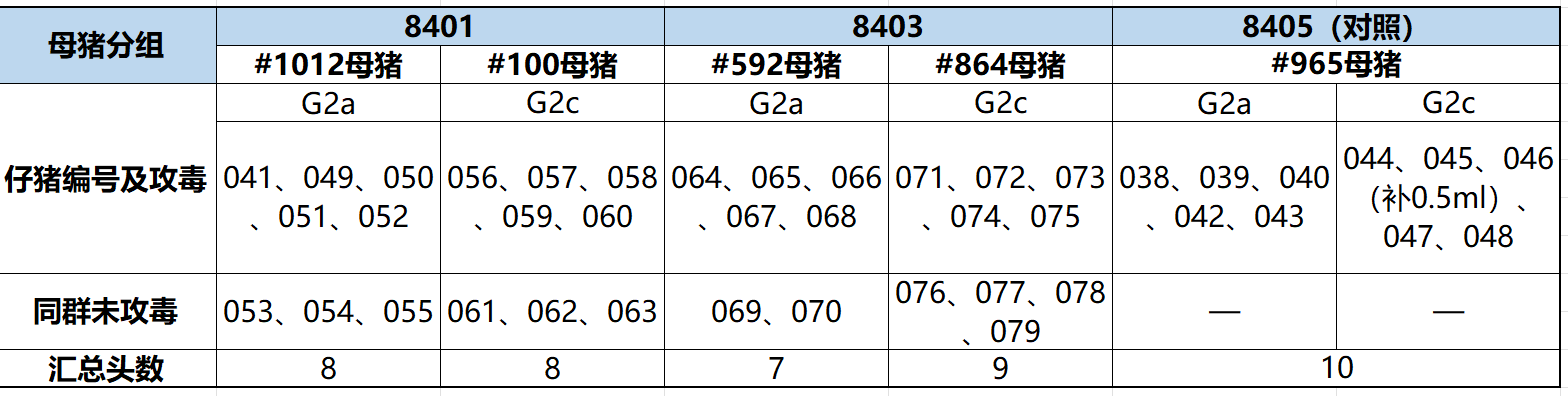 母猪分组
8401
8403
8405（对照）
#1012母猪
#100母猪
#592母猪
#864母猪
#965母猪
仔猪编号及攻毒
G2a
G2c
G2a
G2c
G2a
G2c
041、049、050
、051、052
056、057、058
、059、060
064、065、066
、067、068
071、072、073
、074、075
038、039、040
、042、043
044、045、046
（补0.5ml）、
047、048
同群未攻毒
053、054、055
061、062、063
069、070
076、077、078
、079
—
—
汇总头数
8
8
7
9
10